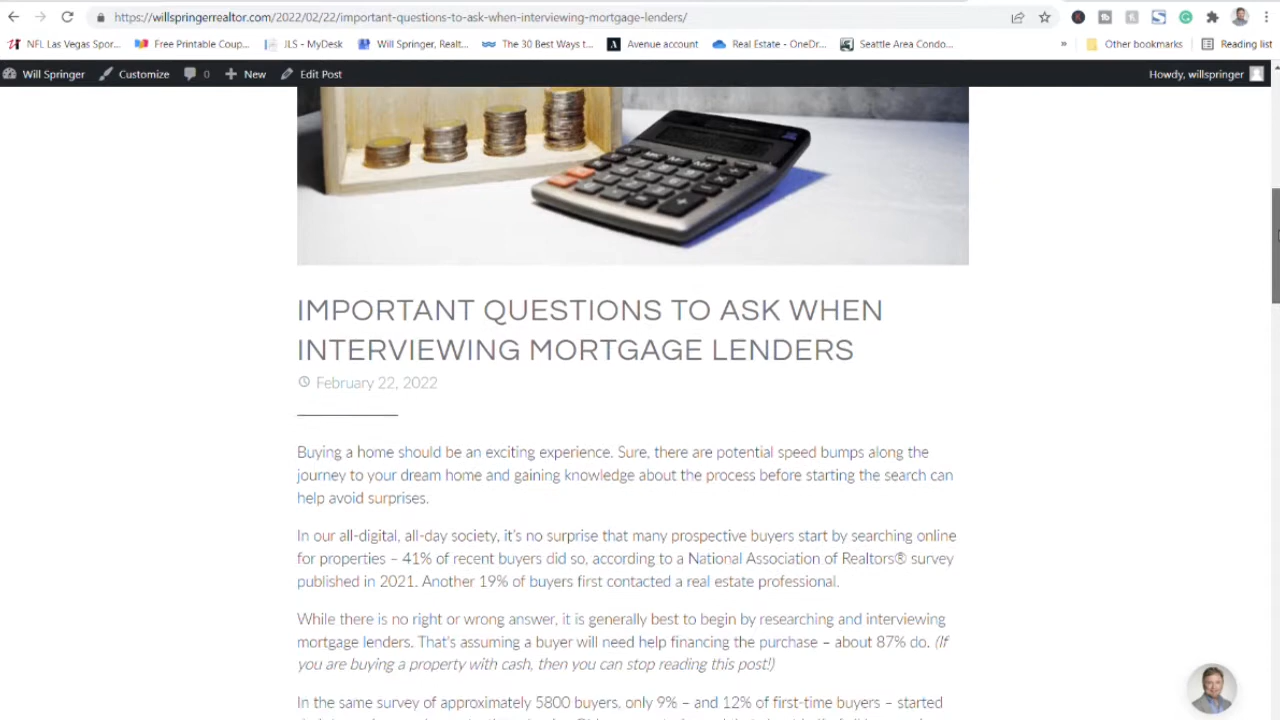 https://willspringerrealtor.com/2022/02/22/important-questions-to-ask-when-interviewing-mortgage-lenders/
NFL Las Vegas Spor... Free Printable Coup... JLS - MyDesk Will Springer, Realt... The 30 Best Ways t... Avenue account Real Estate - OneDr... Seattle Area Condo... » Other bookmarks Reading list
Will Springer Customize 0 New Edit Post Howdy, willspringer
IMPORTANT QUESTIONS TO ASK WHEN
INTERVIEWING MORTGAGE LENDERS
February 22, 2022
Buying a home should be an exciting experience. Sure, there are potential speed bumps along the
journey to your dream home and gaining knowledge about the process before starting the search can
help avoid surprises.
In our all-digital, all-day society, it's no surprise that many prospective buyers start by searching online
for properties – 41% of recent buyers did so, according to a National Association of Realtors® survey
published in 2021. Another 19% of buyers first contacted a real estate professional.
While there is no right or wrong answer, it is generally best to begin by researching and interviewing
mortgage lenders. That's assuming a buyer will need help financing the purchase – about 87% do. (If
you are buying a property with cash, then you can stop reading this post!)
In the same survey of approximately 5800 buyers, only 9% – and 12% of first-time buyers – started